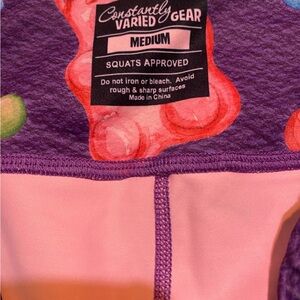 Constantly
VARIED GEAR
MEDIUM
SQUATS APPROVED
Do not iron or bleach. Avoid
rough & sharp surfaces
Made in China